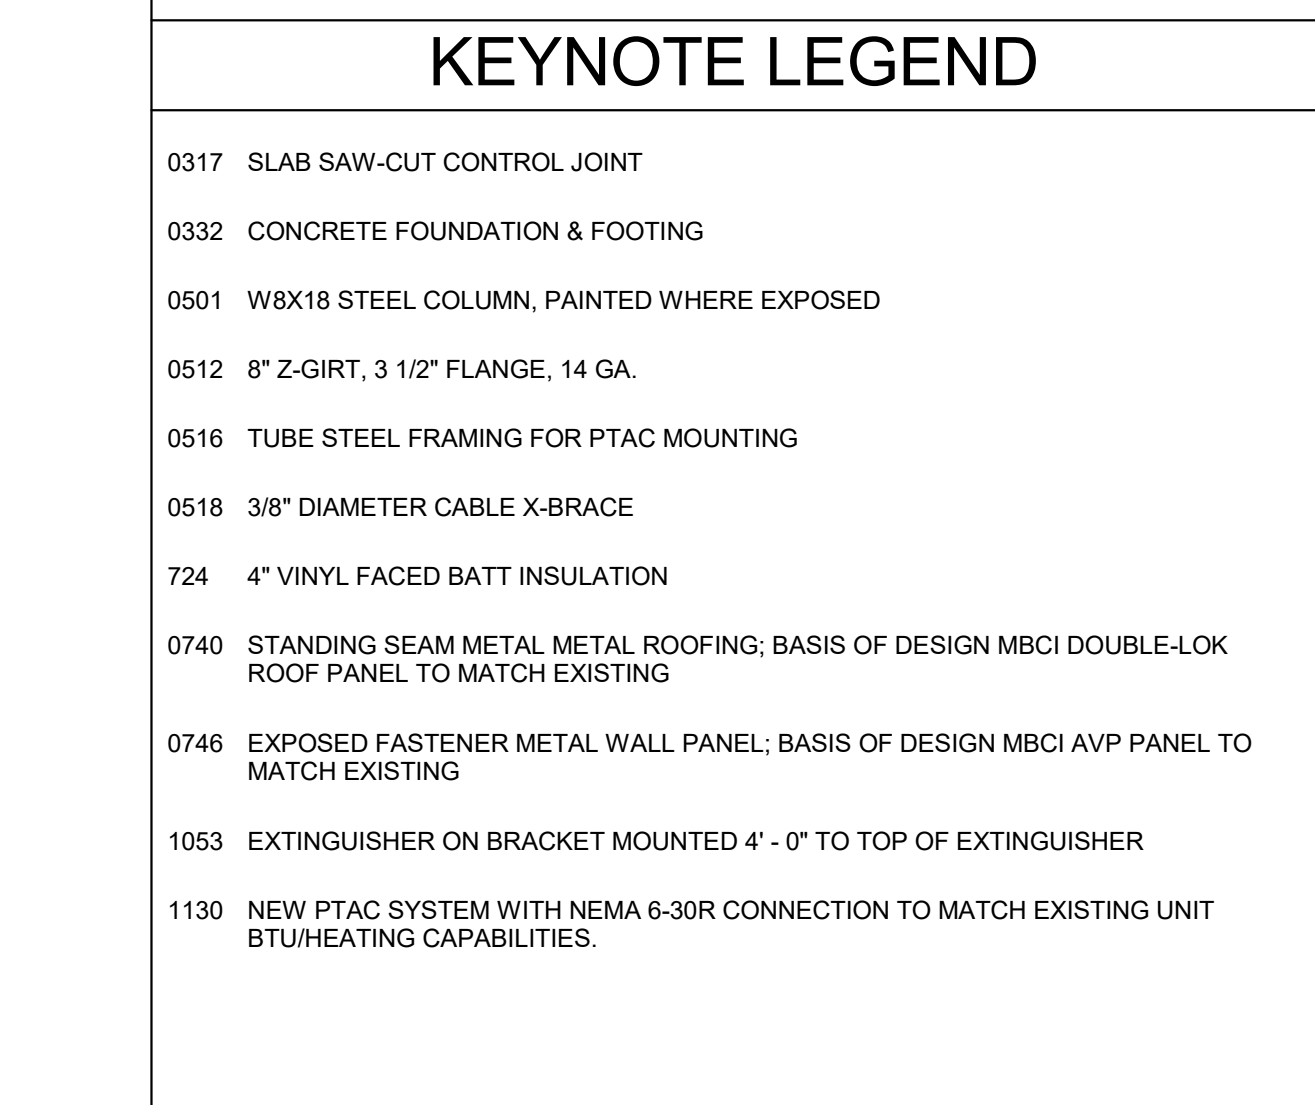 KEYNOTE LEGEND
0317 SLAB SAW-CUT CONTROL JOINT
0332 CONCRETE FOUNDATION & FOOTING
0501 W8X18 STEEL COLUMN, PAINTED WHERE EXPOSED
0512 8" Z-GIRT, 3 1/2" FLANGE, 14 GA.
0516 TUBE STEEL FRAMING FOR PTAC MOUNTING
0518 3/8" DIAMETER CABLE X-BRACE
724 4" VINYL FACED BATT INSULATION
0740 STANDING SEAM METAL METAL ROOFING; BASIS OF DESIGN MBCI DOUBLE-LOK
ROOF PANEL TO MATCH EXISTING
0746 EXPOSED FASTENER METAL WALL PANEL; BASIS OF DESIGN MBCI AVP PANEL TO
MATCH EXISTING
1053 EXTINGUISHER ON BRACKET MOUNTED 4' - 0" TO TOP OF EXTINGUISHER
1130 NEW PTAC SYSTEM WITH NEMA 6-30R CONNECTION TO MATCH EXISTING UNIT
BTU/HEATING CAPABILITIES.